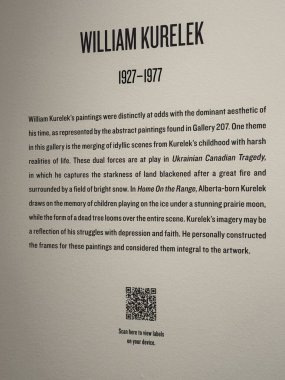 WILLIAM KURELEK
1927–1977
William Kurelek's paintings were distinctly at odds with the dominant aesthetic of
his time, as represented by the abstract paintings found in Gallery 207. One theme
in this gallery is the merging of idyllic scenes from Kurelek's childhood with harsh
realities of life. These dual forces are at play in Ukrainian Canadian Tragedy,
in which he captures the starkness of land blackened after a great fire and
surrounded by a field of bright snow. In Home On the Range, Alberta-born Kurelek
draws on the memory of children playing on the ice under a stunning prairie moon,
while the form of a dead tree looms over the entire scene. Kurelek's imagery may be
a reflection of his struggles with depression and faith. He personally constructed
the frames for these paintings and considered them integral to the artwork.
Scan here to view labels
on your device.